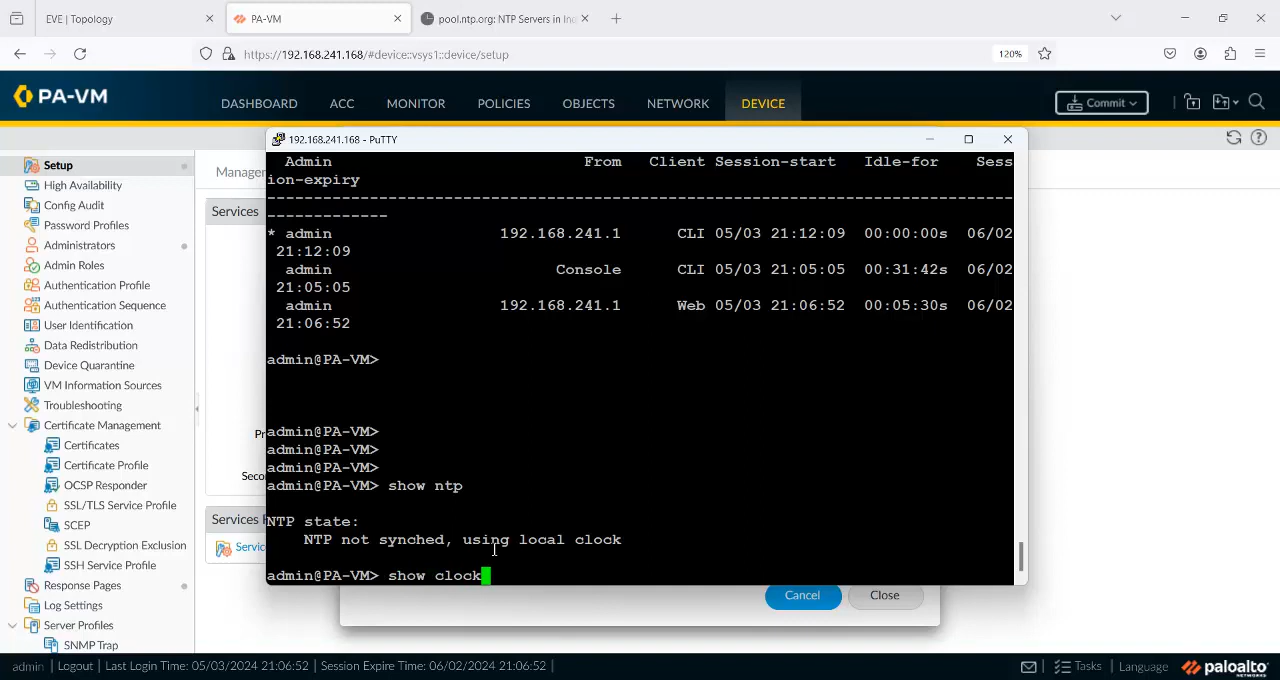 EVE | Topology
PA-VM
pool.ntp.org: NTP Servers in Ind
https://192.168.241.168/#device::vsys1::device/setup
120%
PA-VM
DASHBOARD
ACC
MONITOR
POLICIES
OBJECTS
NETWORK
DEVICE
Commit
192.168.241.168 - PuTTY
Setup
High Availability
Config Audit
Password Profiles
Administrators
Admin Roles
Authentication Profile
Authentication Sequence
User Identification
Data Redistribution
Device Quarantine
VM Information Sources
Troubleshooting
Certificate Management
Certificates
Certificate Profile
OCSP Responder
SSL/TLS Service Profile
SCEP
SSL Decryption Exclusion
SSH Service Profile
Response Pages
Log Settings
Server Profiles
SNMP Trap
Services
Admin From Client Session-start Idle-for Sess
ion-expiry
--------------------------------------------------------------------------------
-------------
* admin 192.168.241.1 CLI 05/03 21:12:09 00:00:00s 06/02
21:12:09
admin Console CLI 05/03 21:05:05 00:31:42s 06/02
21:05:05
admin 192.168.241.1 Web 05/03 21:06:52 00:05:30s 06/02
21:06:52
admin@PA-VM>
admin@PA-VM>
admin@PA-VM>
admin@PA-VM>
admin@PA-VM> show ntp
NTP state:
NTP not synched, using local clock
admin@PA-VM> show clock
Cancel
Close
admin | Logout | Last Login Time: 05/03/2024 21:06:52 | Session Expire Time: 06/02/2024 21:06:52 |
Tasks | Language
paloalto
NETWORKS